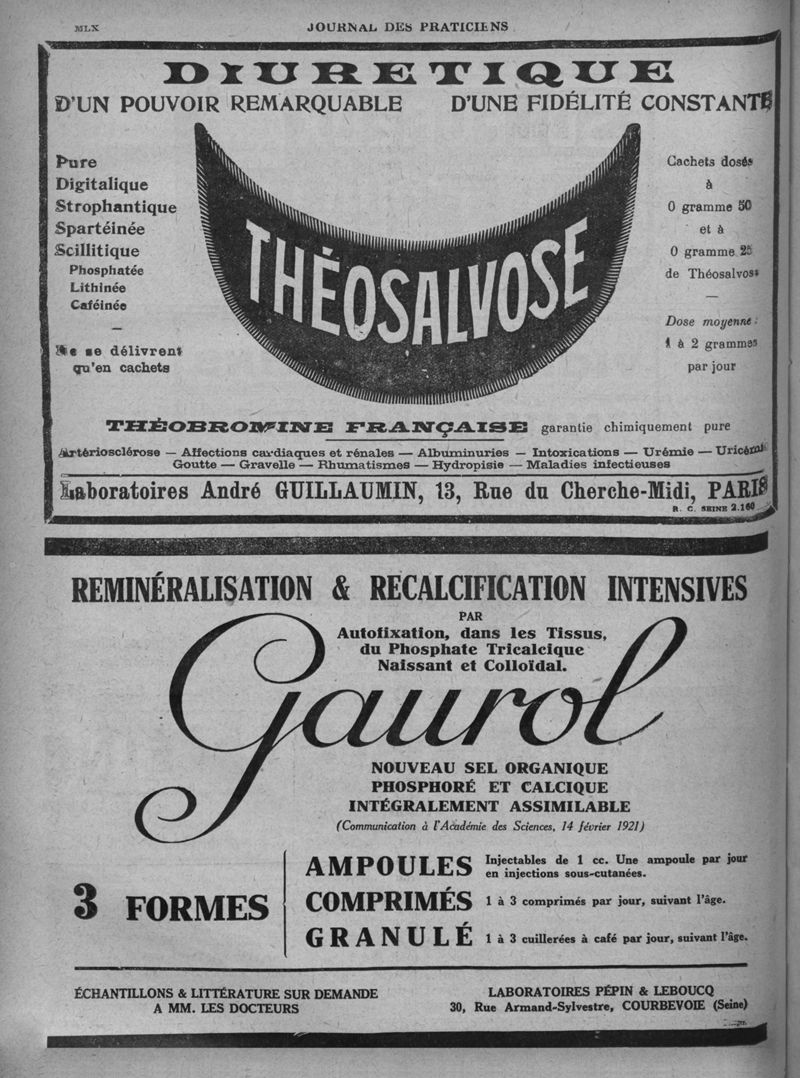 MLX
JOURNAL DES PRATICIENS
DIURETIQUE
D'UN POUVOIR REMARQUABLE
D'UNE FIDÉLITÉ CONSTANTE
Pure
Digitalique
Strophantique
Spartéinée
Scillitique
Phosphatée
Lithinée
Caféinée
—
Ne se délivrent
qu'en cachets
THÉOSALVOSE
Cachets dosés
à
0 gramme 50
et à
0 gramme 25
de Théosalvose
—
Dose moyenne :
1 à 2 grammes
par jour
THÉOBROMINE FRANÇAISE garantie chimiquement pure
Artériosclérose — Affections cardiaques et rénales — Albuminuries — Intoxications — Urémie — Uricémie
Goutte — Gravelle — Rhumatismes — Hydropisie — Maladies infectieuses
Laboratoires André GUILLAUMIN, 13, Rue du Cherche-Midi, PARIS
R. C. SEINE 2.160
REMINÉRALISATION & RECALCIFICATION INTENSIVES
PAR
Autofixation, dans les Tissus,
du Phosphate Tricalcique
Naissant et Colloïdal.
Gaurol
NOUVEAU SEL ORGANIQUE
PHOSPHORÉ ET CALCIQUE
INTÉGRALEMENT ASSIMILABLE
(Communication à l'Académie des Sciences, 14 février 1921)
3 FORMES
AMPOULES Injectables de 1 cc. Une ampoule par jour
en injections sous-cutanées.
COMPRIMÉS 1 à 3 comprimés par jour, suivant l'âge.
GRANULÉ 1 à 3 cuillerées à café par jour, suivant l'âge.
ÉCHANTILLONS & LITTÉRATURE SUR DEMANDE
A MM. LES DOCTEURS
LABORATOIRES PÉPIN & LEBOUCQ
30, Rue Armand-Sylvestre, COURBEVOIE (Seine)